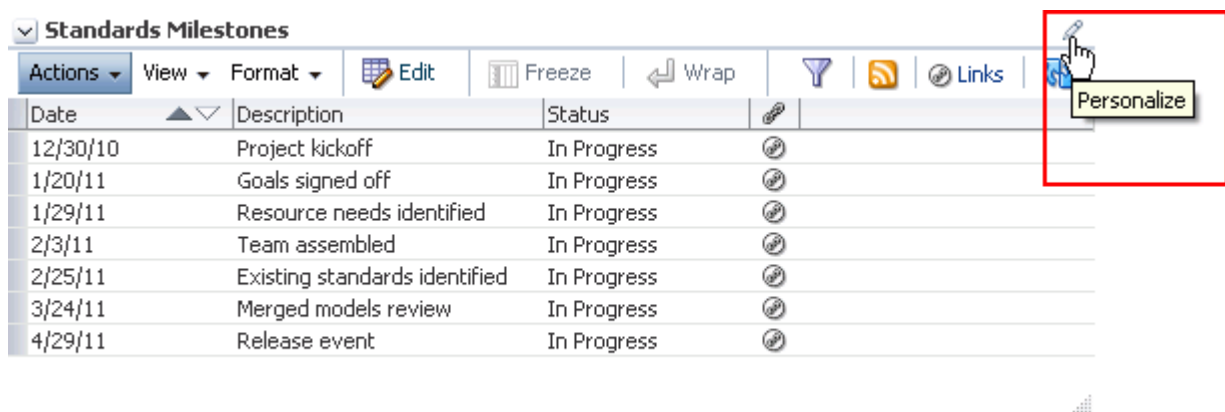 Standards Milestones
Actions View Format Edit Freeze Wrap Links
Personalize
Date Description Status
12/30/10 Project kickoff In Progress
1/20/11 Goals signed off In Progress
1/29/11 Resource needs identified In Progress
2/3/11 Team assembled In Progress
2/25/11 Existing standards identified In Progress
3/24/11 Merged models review In Progress
4/29/11 Release event In Progress